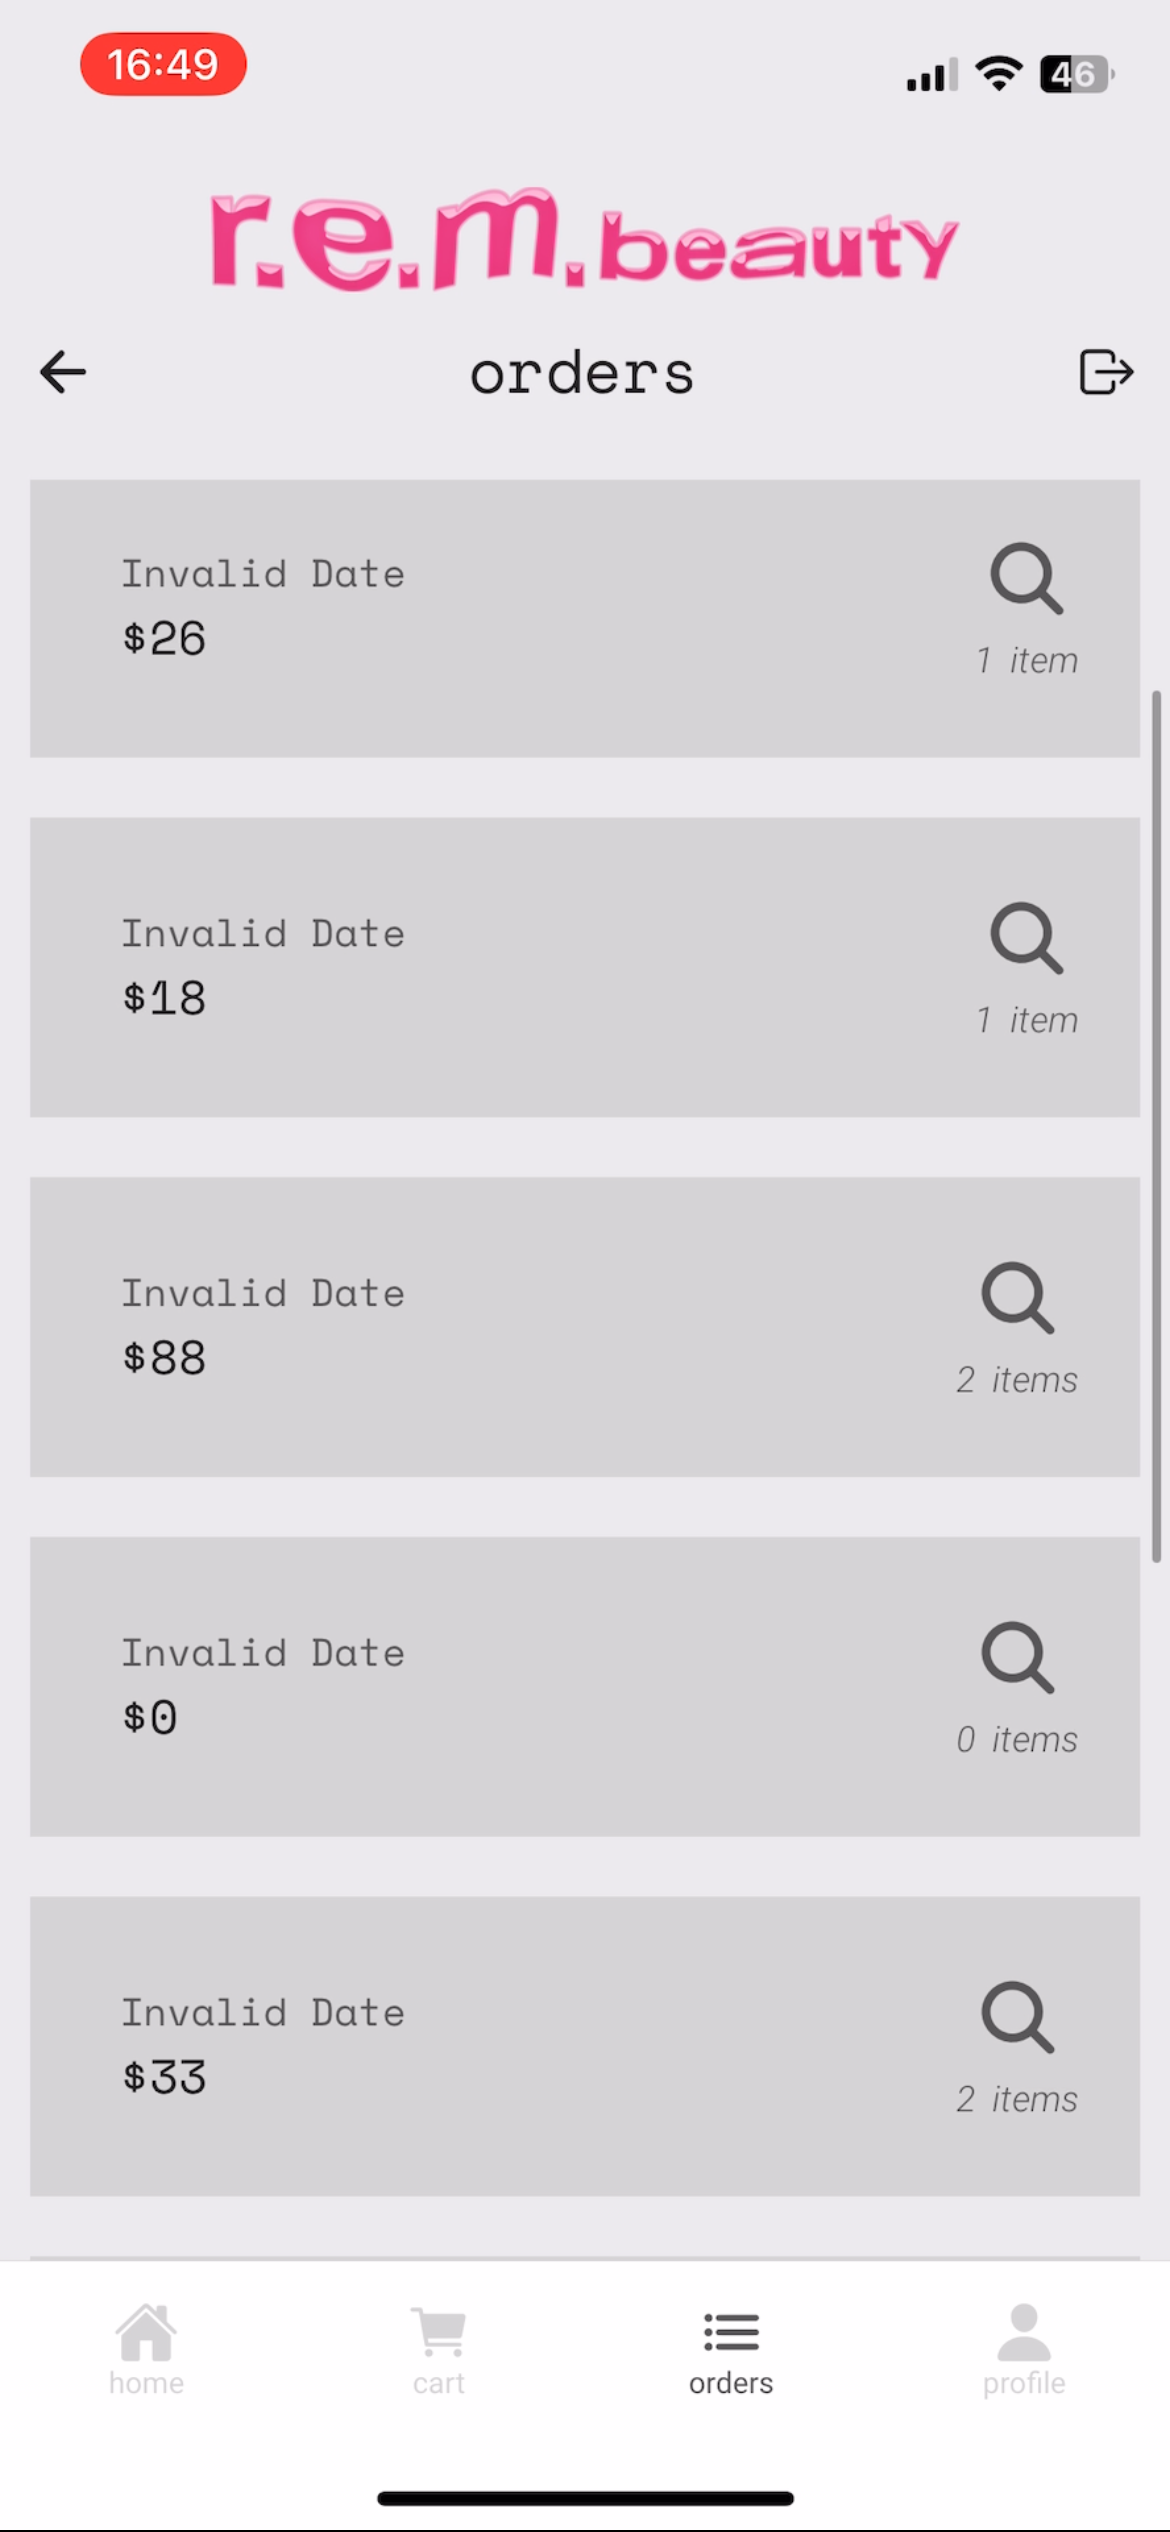 16:49
46
r.e.m.beauty
orders
Invalid Date
$26
1 item
Invalid Date
$18
1 item
Invalid Date
$88
2 items
Invalid Date
$0
0 items
Invalid Date
$33
2 items
home
cart
orders
profile